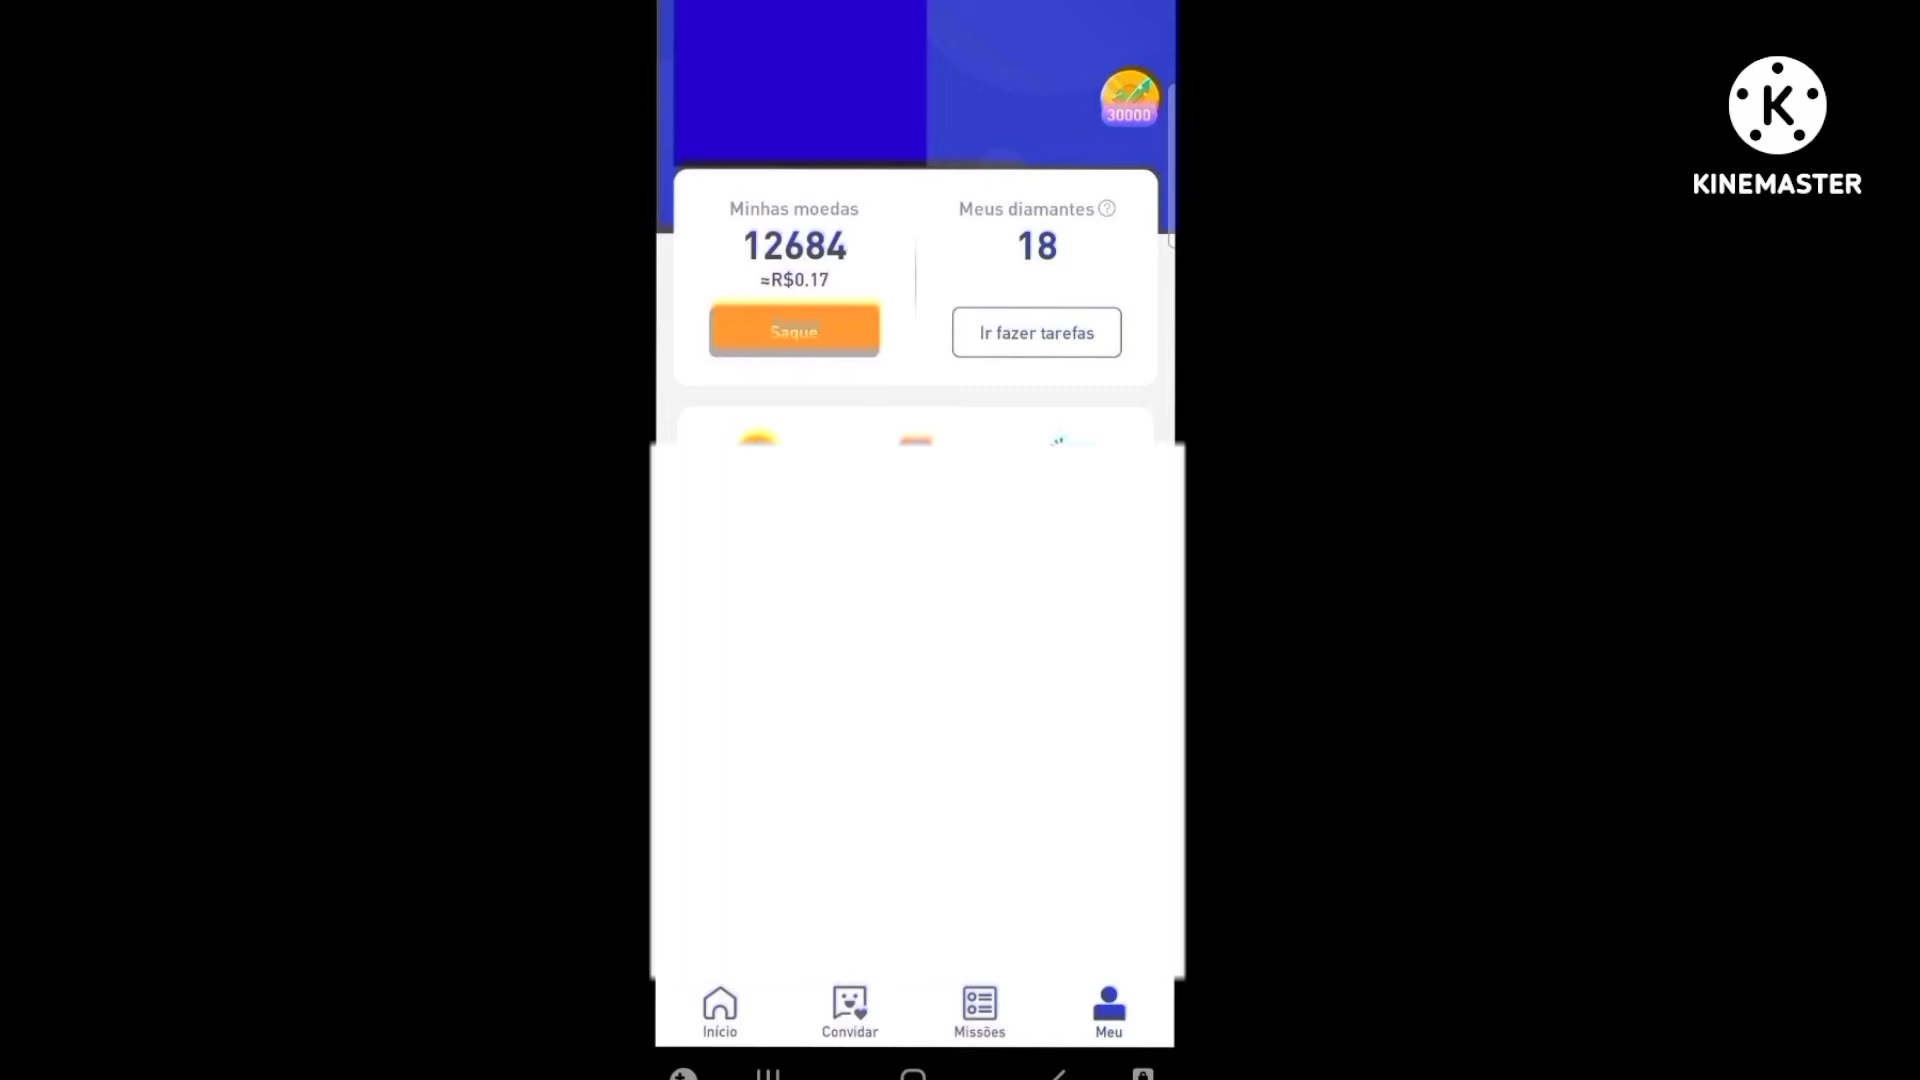 30000
KINEMASTER
Minhas moedas
12684
≈R$0.17
Saque
Meus diamantes
18
Ir fazer tarefas
Início
Convidar
Missões
Meu